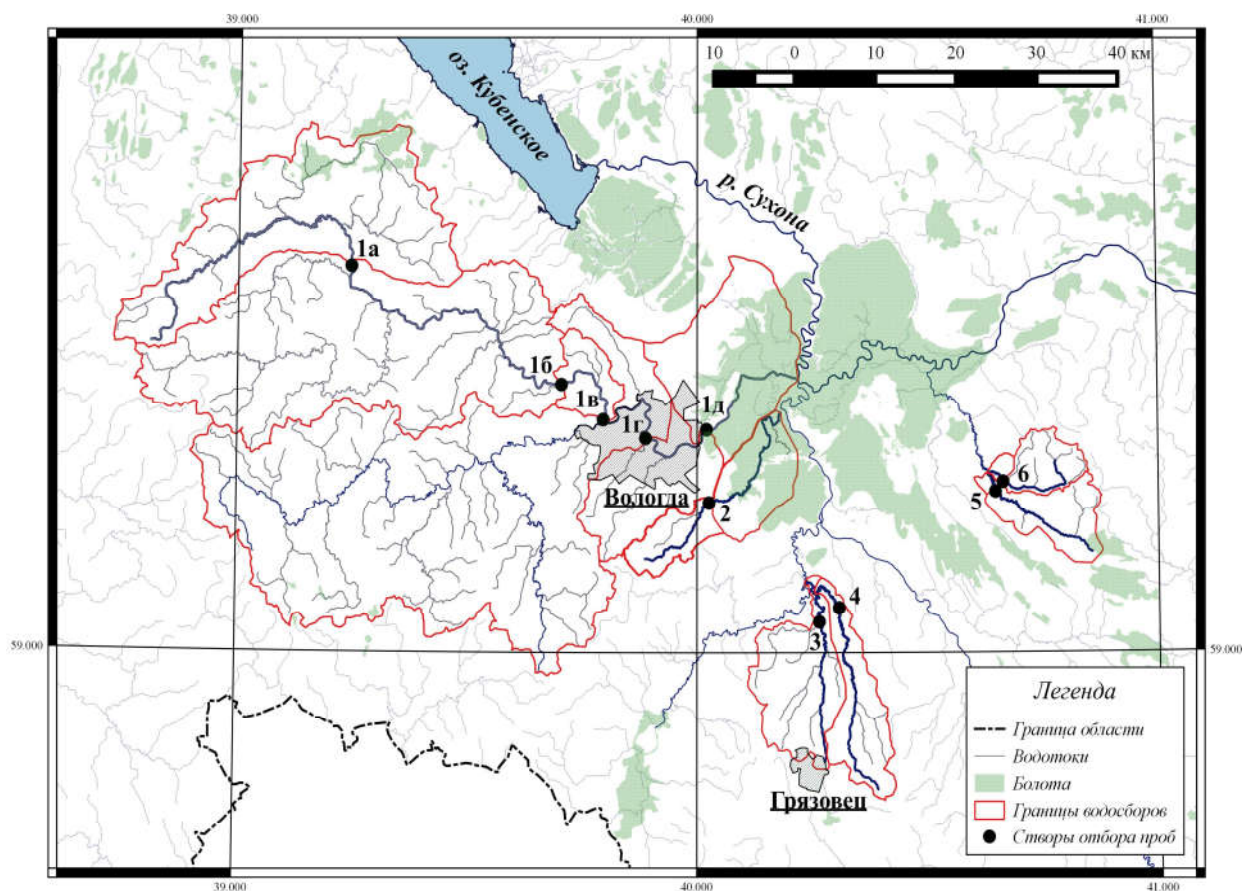 39.000
40.000
41.000
10 0 10 20 30 40 км
оз. Кубенское
р. Сухона
1а
1б
1в
1г
1д
Вологда
2
6
5
4
3
59.000
59.000
Грязовец
Легенда
Граница области
Водотоки
Болота
Границы водосборов
Створы отбора проб
39.000
40.000
41.000